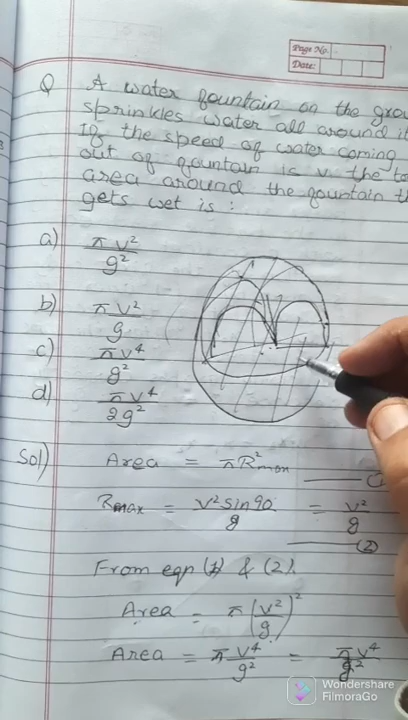 Page No.
Date:
Q A water fountain on the grou
sprinkles water all around it
If the speed of water coming
out of fountain is v the to
area around the fountain th
gets wet is :
a) πv²/g²
b) πv²/g
c) πv⁴/g²
d) πv⁴/2g²
Sol) Area = πR²max —— (1)
Rmax = v² sin 90/g = v²/g —— (2)
From eqn (1) & (2).
Area = π(v²/g)²
Area = πv⁴/g² = πv⁴/g²
Wondershare
FilmoraGo